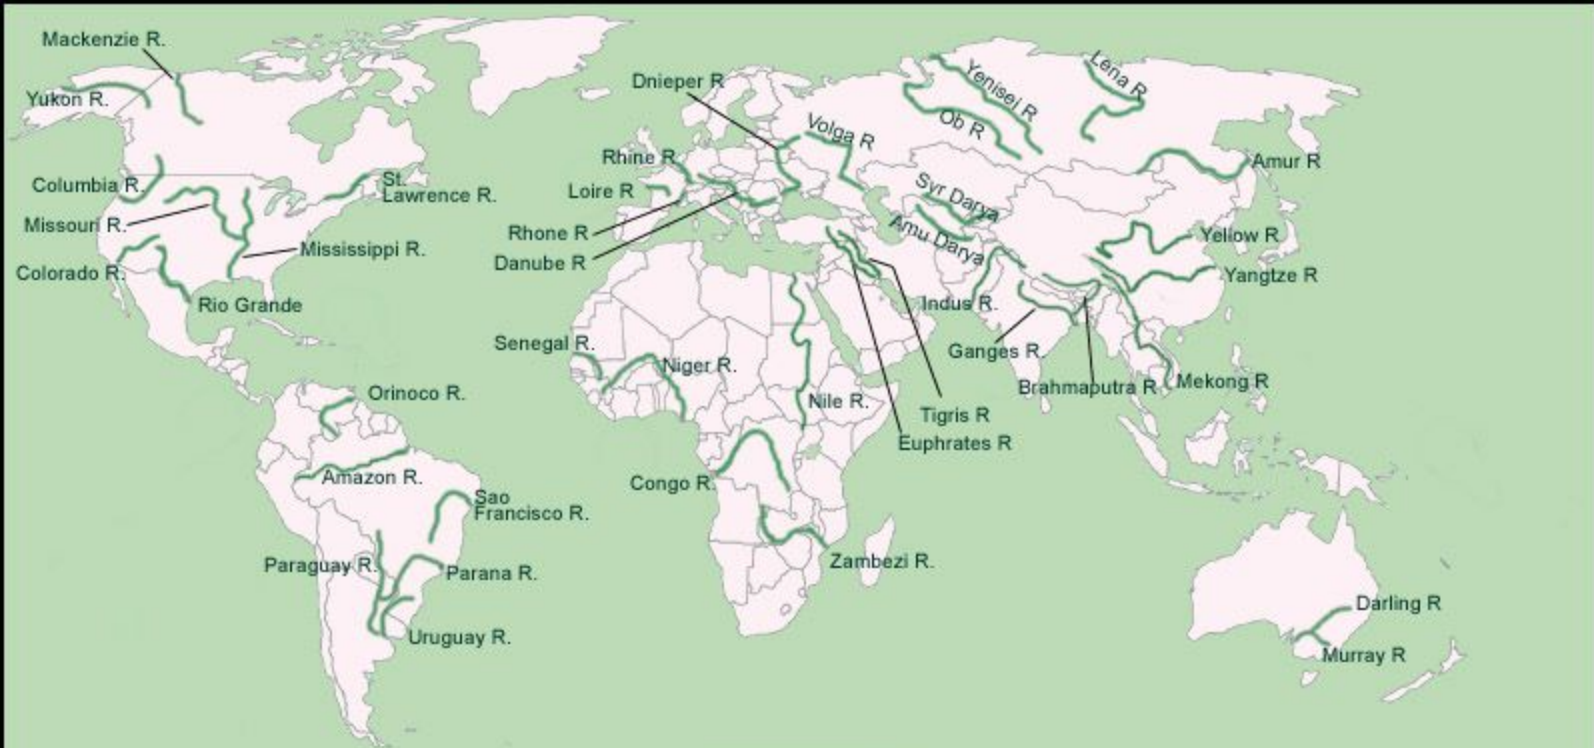 Mackenzie R.
Yukon R.
Columbia R.
St.
Lawrence R.
Missouri R.
Mississippi R.
Colorado R.
Rio Grande
Orinoco R.
Amazon R.
Sao
Francisco R.
Paraguay R.
Parana R.
Uruguay R.
Dnieper R
Volga R
Rhine R
Loire R
Rhone R
Danube R
Senegal R.
Niger R.
Nile R.
Congo R.
Zambezi R.
Tigris R
Euphrates R
Yenisei R
Ob R
Lena R
Amur R
Syr Darya
Amu Darya
Indus R.
Ganges R.
Brahmaputra R
Mekong R
Yellow R
Yangtze R
Darling R
Murray R